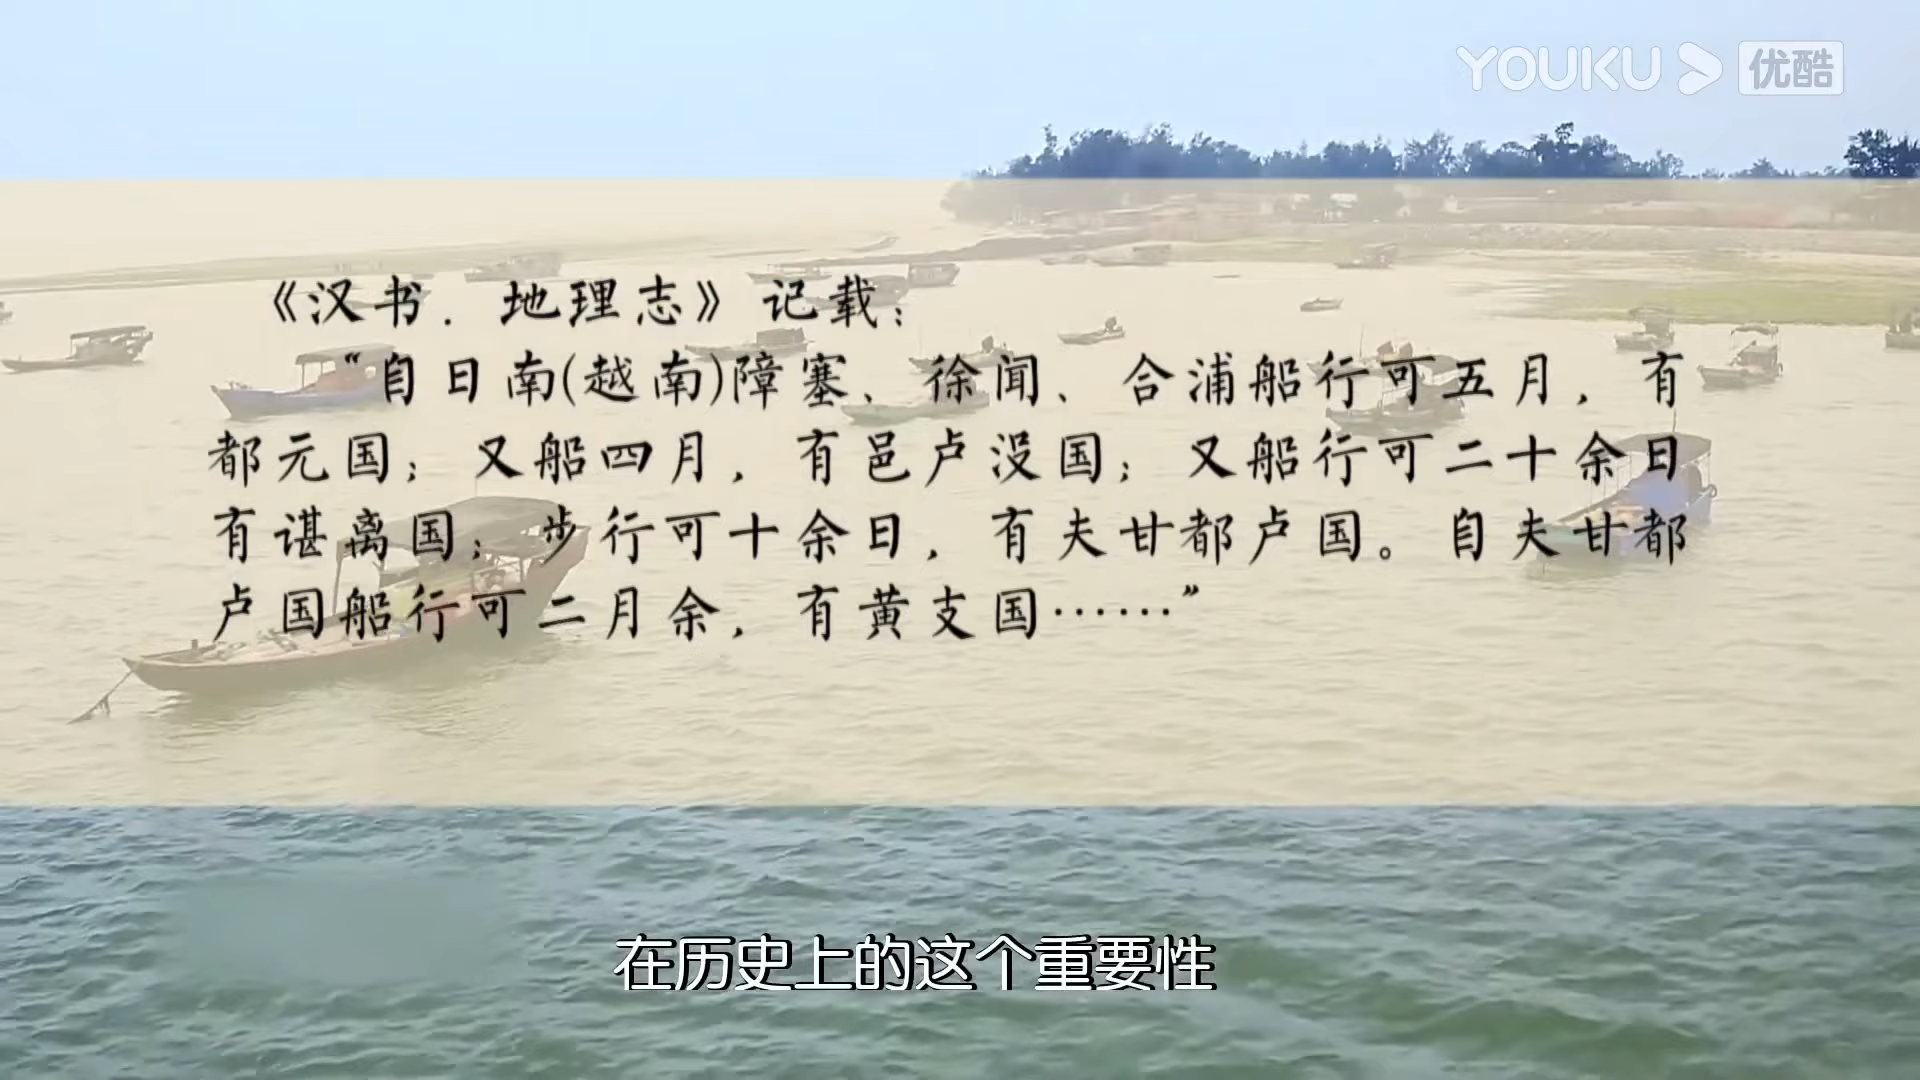 YOUKU 优酷
《汉书．地理志》记载：
“自日南(越南)障塞、徐闻、合浦船行可五月，有
都元国；又船四月，有邑卢没国；又船行可二十余日
有谌离国；步行可十余日，有夫甘都卢国。自夫甘都
卢国船行可二月余，有黄支国……”
在历史上的这个重要性